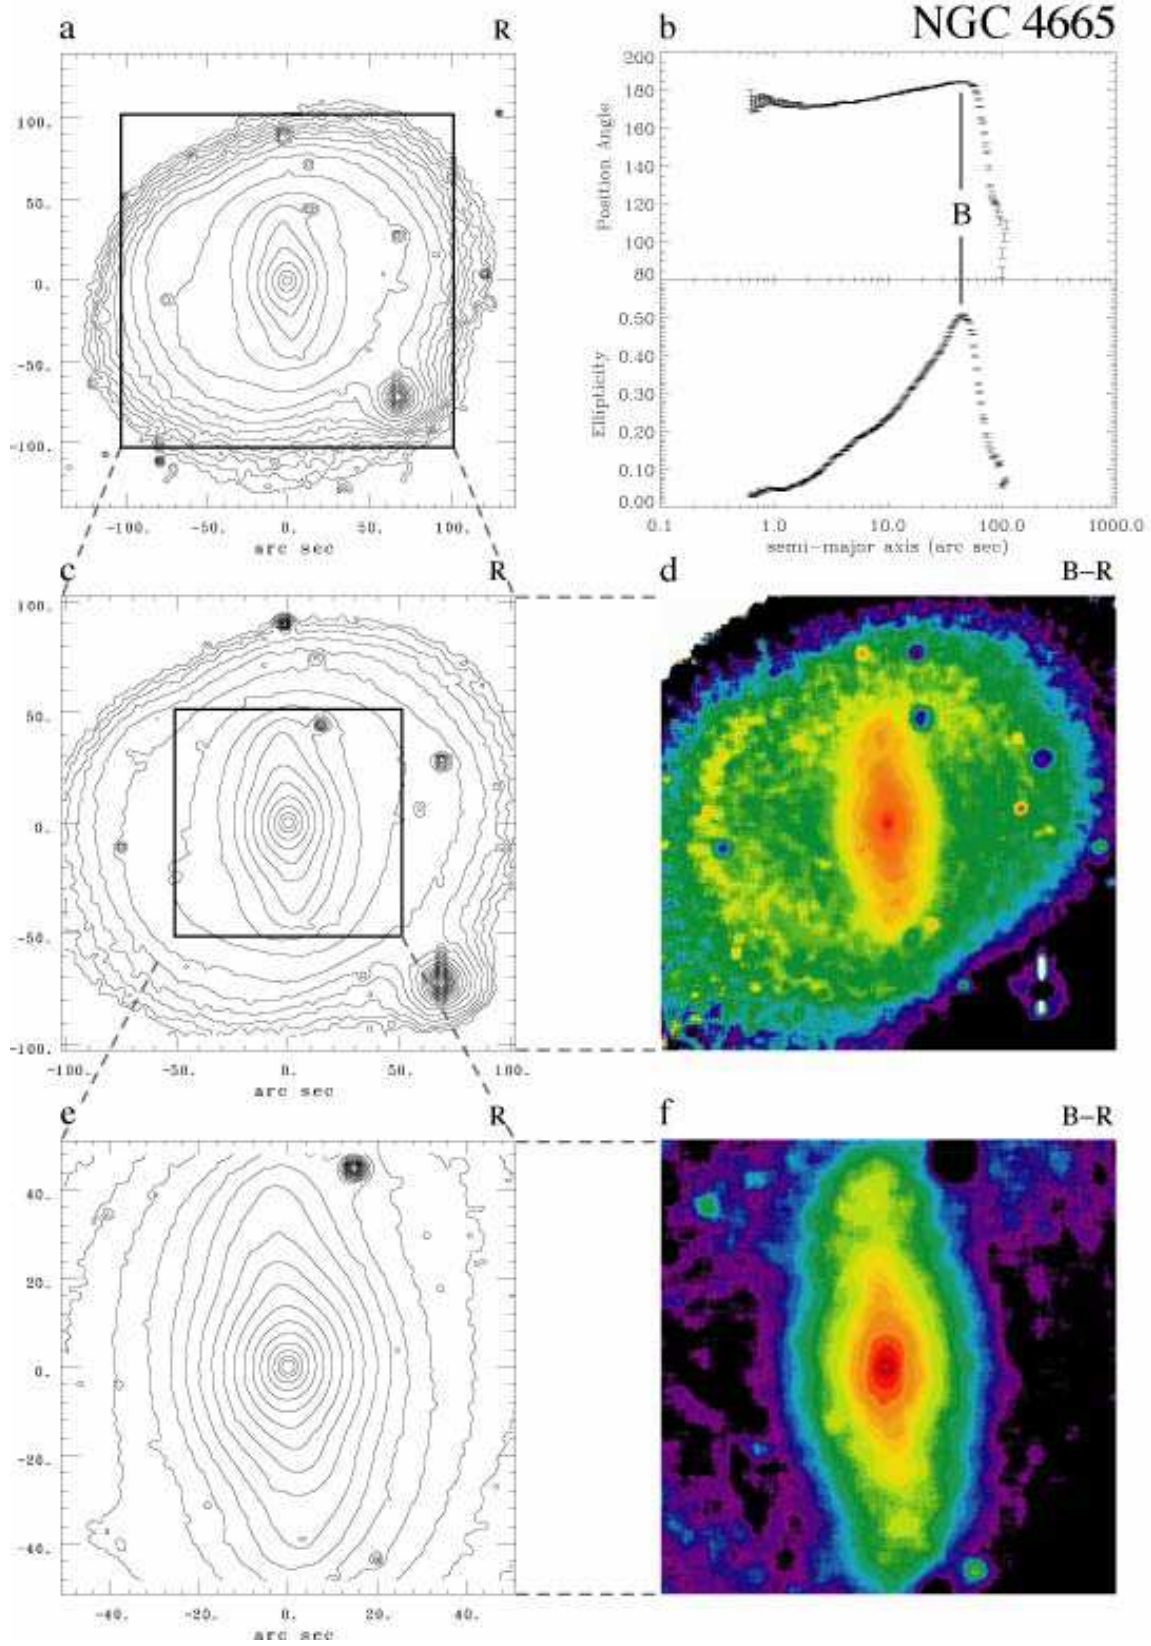 a R b NGC 4665
100.
50.
0.
-50.
-100.
-100. -50. 0. 50. 100.
arc sec
Position Angle
200
180
160
140
120
100
80
B
Ellipticity
0.50
0.40
0.30
0.20
0.10
0.00
0.1 1.0 10.0 100.0 1000.0
semi-major axis (arc sec)
c R d B-R
100.
50.
0.
-50.
-100.
-100. -50. 0. 50. 100.
arc sec
e R f B-R
40.
20.
0.
-20.
-40.
-40. -20. 0. 20. 40.
arc sec